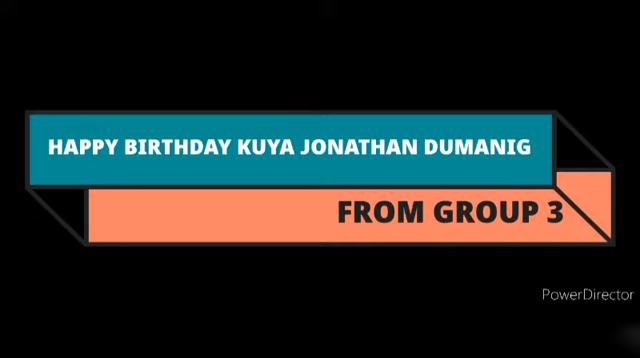 HAPPY BIRTHDAY KUYA JONATHAN DUMANIG
FROM GROUP 3
PowerDirector